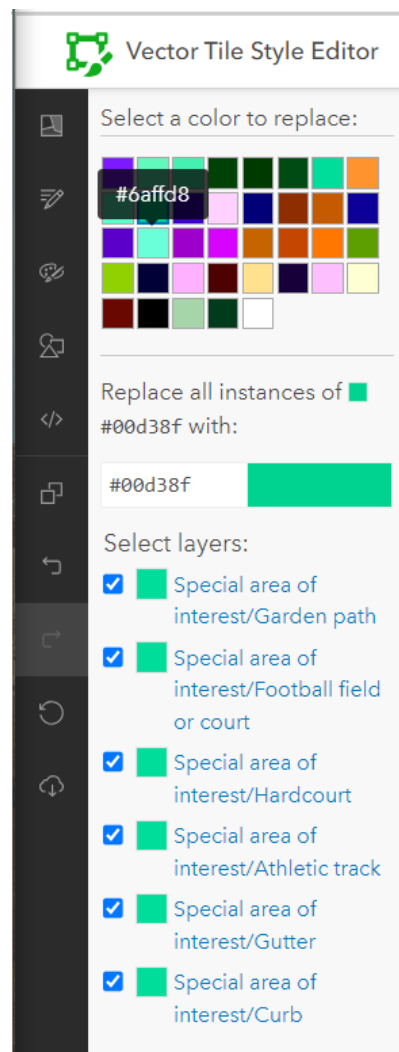 Vector Tile Style Editor
Select a color to replace:
#6affd8
Replace all instances of
#00d38f with:
#00d38f
Select layers:
Special area of
interest/Garden path
Special area of
interest/Football field
or court
Special area of
interest/Hardcourt
Special area of
interest/Athletic track
Special area of
interest/Gutter
Special area of
interest/Curb